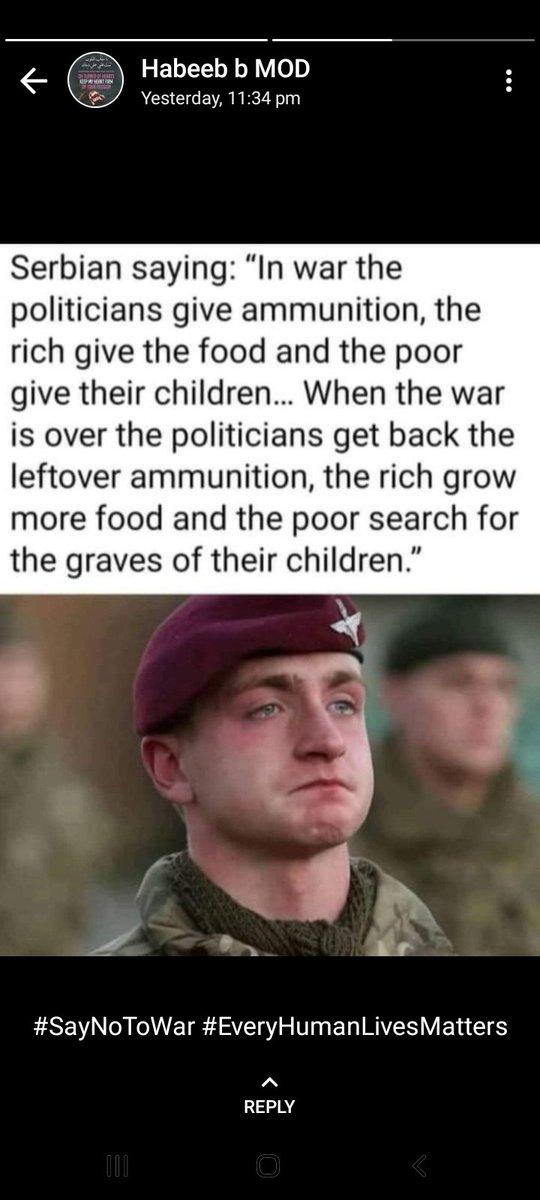 Habeeb b MOD
Yesterday, 11:34 pm
Serbian saying: “In war the
politicians give ammunition, the
rich give the food and the poor
give their children... When the war
is over the politicians get back the
leftover ammunition, the rich grow
more food and the poor search for
the graves of their children.”
#SayNoToWar #EveryHumanLivesMatters
REPLY